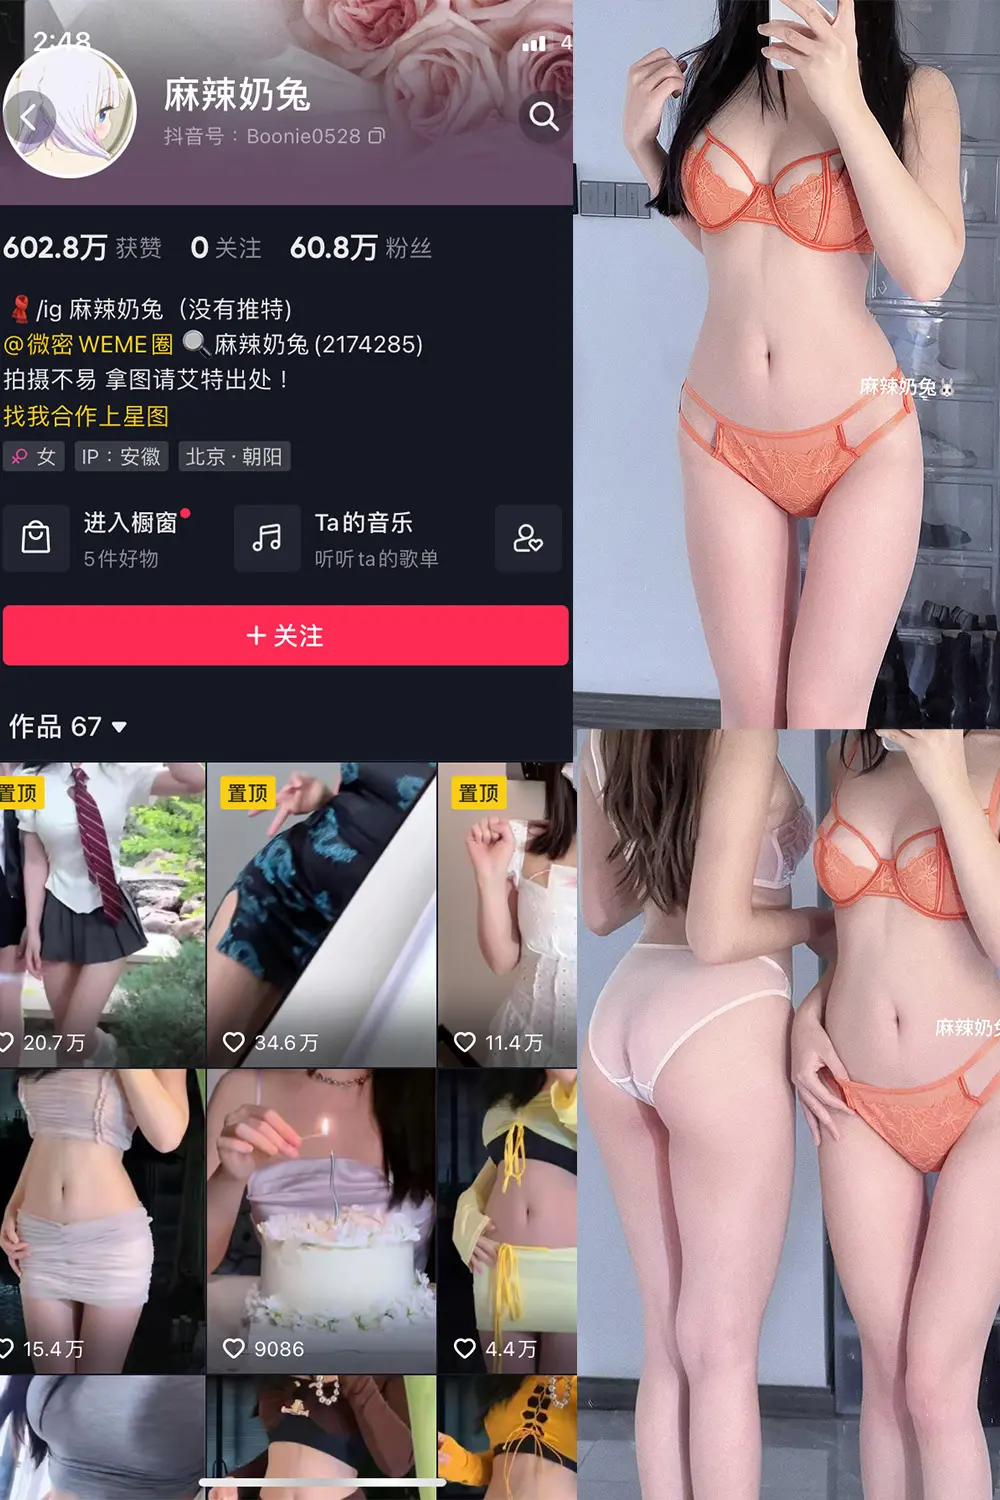 2:48
4
麻辣奶兔
抖音号：Boonie0528
602.8万 获赞 0 关注 60.8万 粉丝
/ig 麻辣奶兔（没有推特)
@微密 WEME圈 🔍麻辣奶兔(2174285)
拍摄不易 拿图请艾特出处！
找我合作上星图
女 IP：安徽 北京·朝阳
进入橱窗
5件好物
Ta的音乐
听听ta的歌单
+ 关注
作品 67
置顶 置顶 置顶
20.7万 34.6万 11.4万
15.4万 9086 4.4万
麻辣奶兔🐰
麻辣奶兔